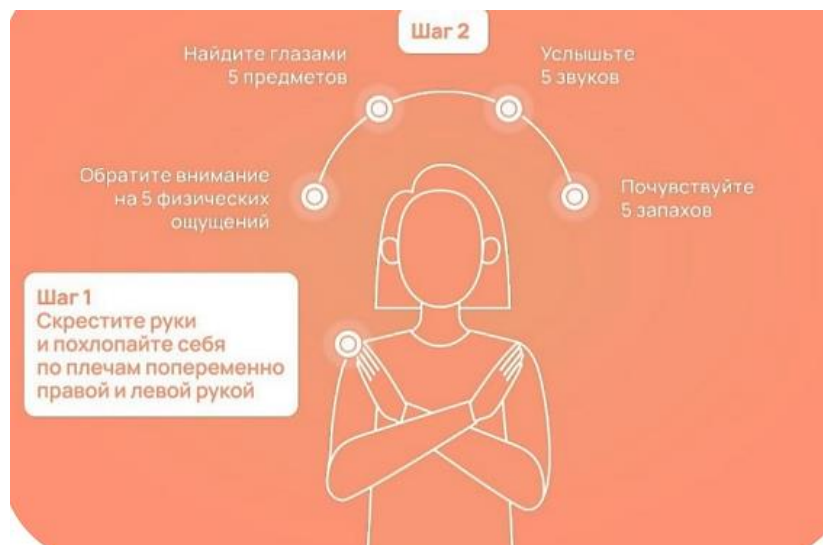 Шаг 2
Найдите глазами
5 предметов
Услышьте
5 звуков
Обратите внимание
на 5 физических
ощущений
Почувствуйте
5 запахов
Шаг 1
Скрестите руки
и похлопайте себя
по плечам попеременно
правой и левой рукой